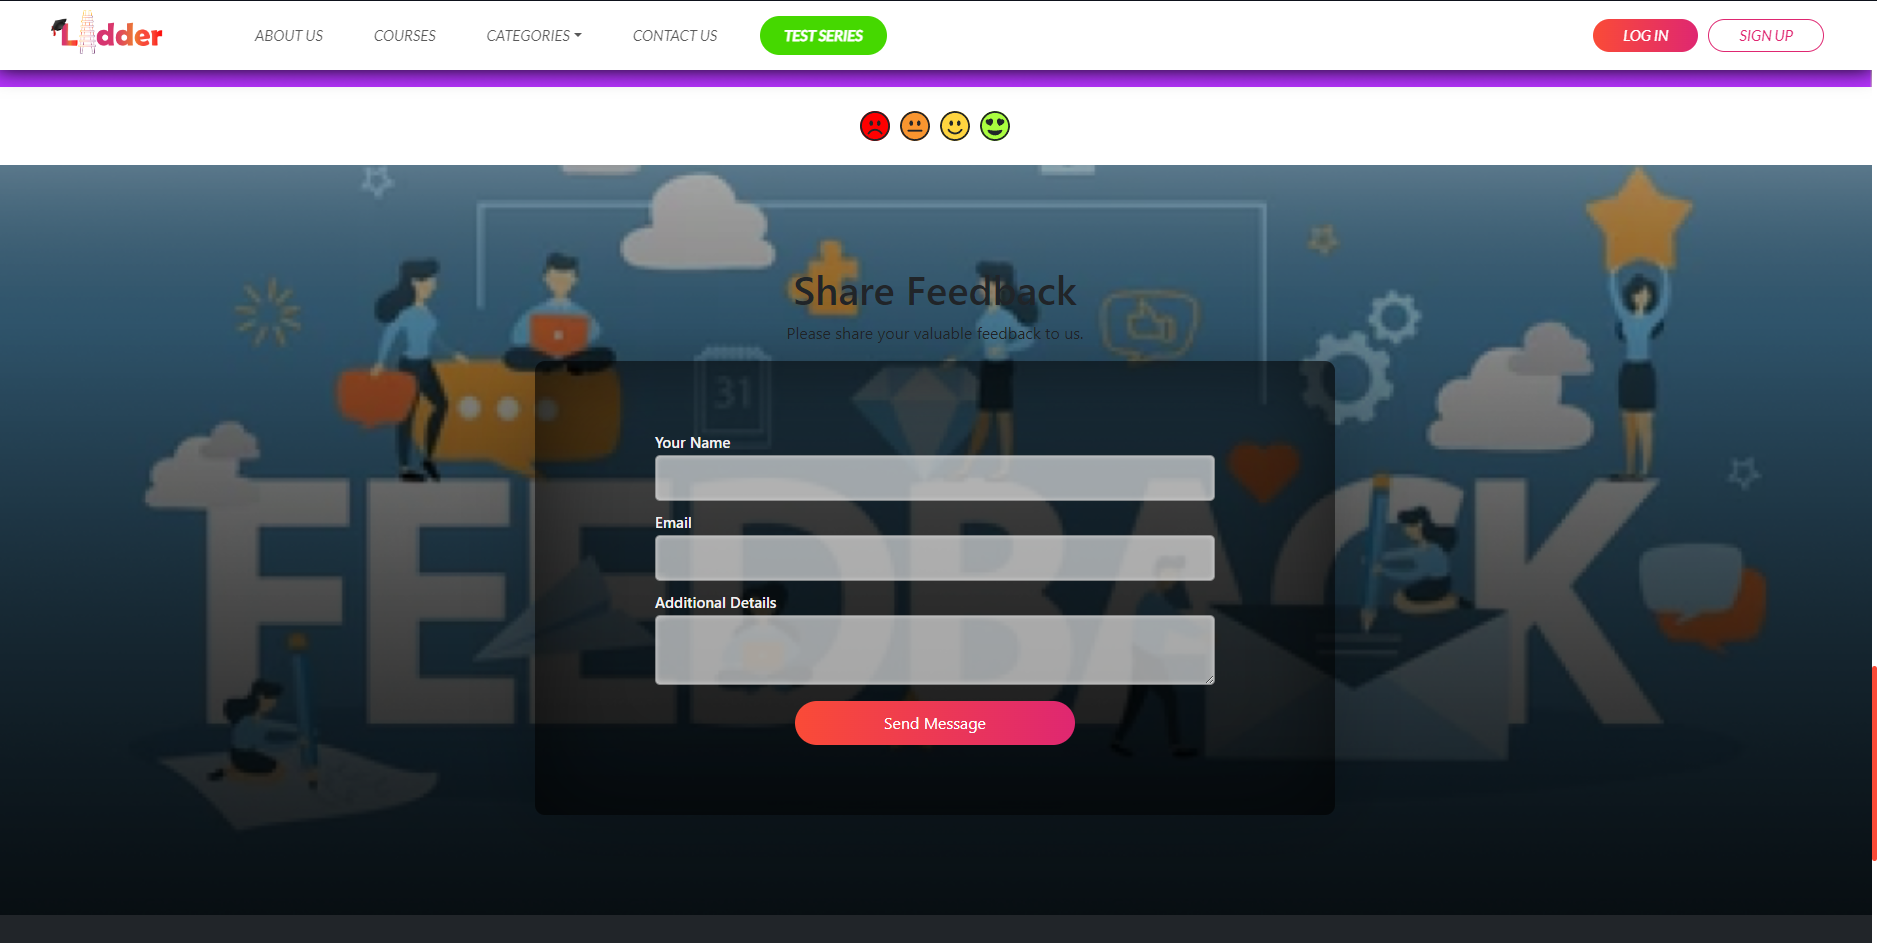 Ladder
ABOUT US
COURSES
CATEGORIES
CONTACT US
TEST SERIES
LOG IN
SIGN UP
Share Feedback
Please share your valuable feedback to us.
31
FEEDBACK
Your Name
Email
Additional Details
Send Message